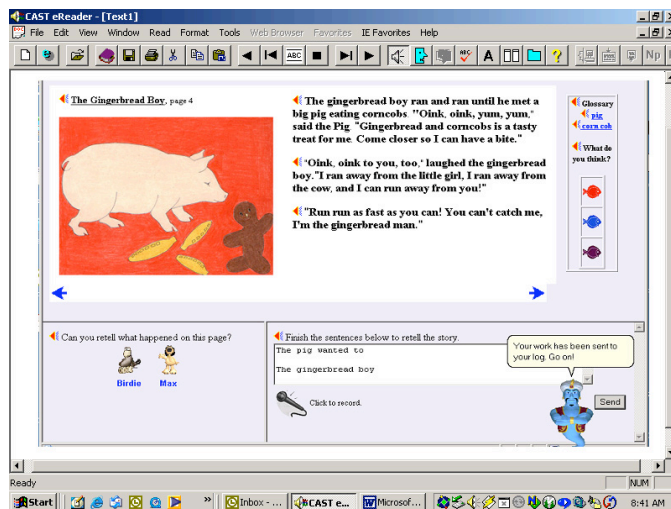 CAST eReader - [Text1]
File Edit View Window Read Format Tools Web Browser Favorites IE Favorites Help
ABC
A
?
Np
The Gingerbread Boy, page 4
The gingerbread boy ran and ran until he met a
big pig eating corncobs. "Oink, oink, yum, yum,"
said the Pig. "Gingerbread and corncobs is a tasty
treat for me. Come closer so I can have a bite."
"Oink, oink to you, too," laughed the gingerbread
boy."I ran away from the little girl, I ran away from
the cow, and I can run away from you!"
"Run run as fast as you can! You can't catch me,
I'm the gingerbread man."
Glossary
pig
corn cob
What do
you think?
Can you retell what happened on this page?
Birdie Max
Finish the sentences below to retell the story.
The pig wanted to
The gingerbread boy
Click to record.
Your work has been sent to
your log. Go on!
Send
Ready
NUM
Start
»
Inbox - ...
CAST e...
Microsof...
8:41 AM